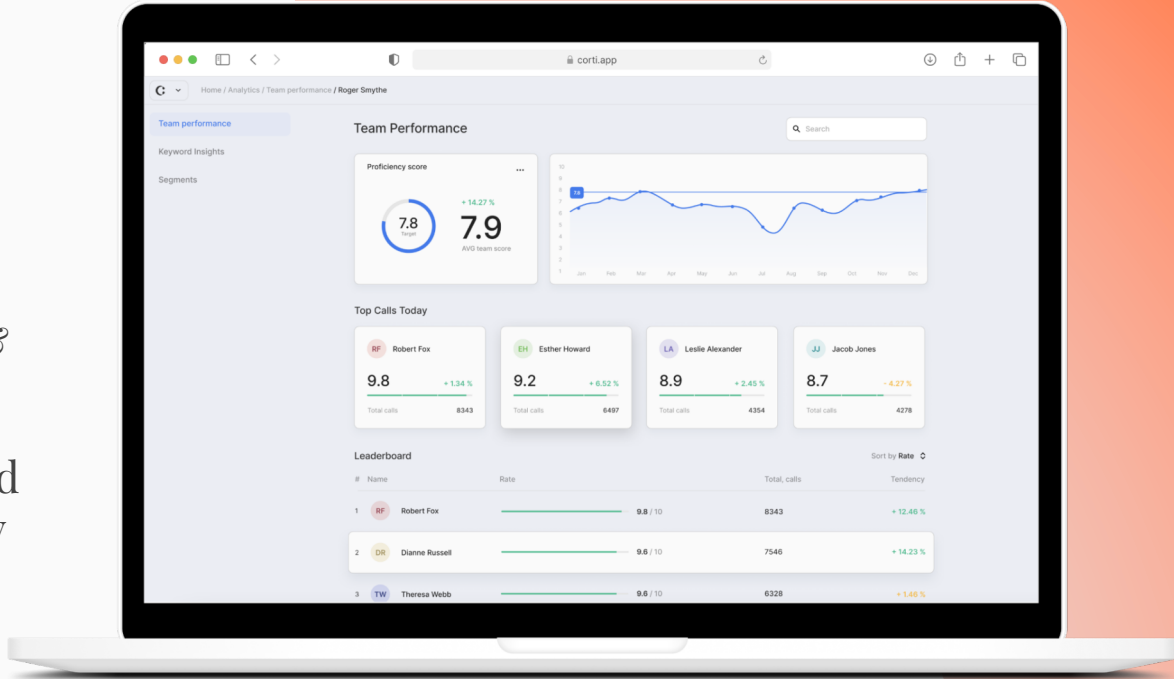 &
d
y
corti.app
Home / Analytics / Team performance / Roger Smythe
Team performance
Keyword Insights
Segments
Team Performance
Search
Proficiency score
7.8
Target
+ 14.27 %
7.9
AVG team score
10
9
8
7
6
5
4
3
2
1
7.8
Jan Feb Mar Apr May Jun Jul Aug Sep Oct Nov Dec
Top Calls Today
RF Robert Fox
9.8 + 1.34 %
Total calls 8343
EH Esther Howard
9.2 + 6.52 %
Total calls 6497
LA Leslie Alexander
8.9 + 2.45 %
Total calls 4354
JJ Jacob Jones
8.7 - 4.27 %
Total calls 4278
Leaderboard
Sort by Rate
# Name Rate Total, calls Tendency
1 RF Robert Fox 9.8 / 10 8343 + 12.46 %
2 DR Dianne Russell 9.6 / 10 7546 + 14.23 %
3 TW Theresa Webb 9.6 / 10 6328 + 1.46 %